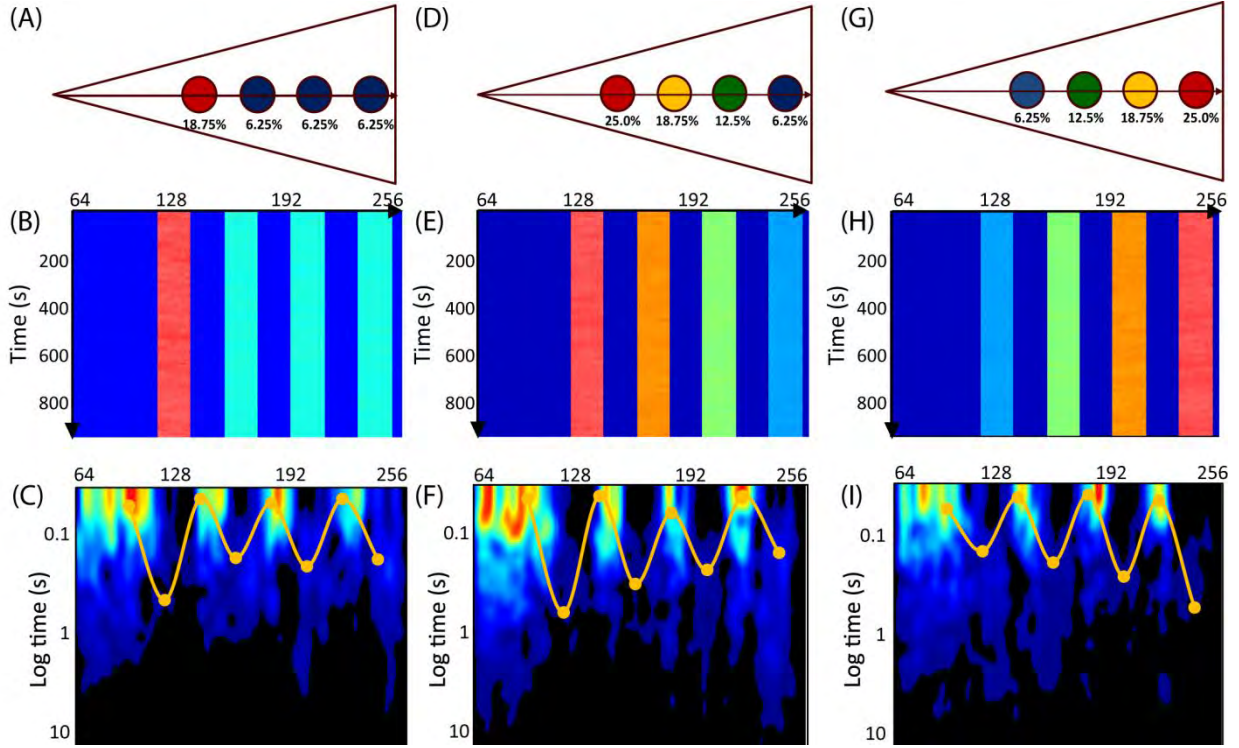 (A)
18.75% 6.25% 6.25% 6.25%
(D)
25.0% 18.75% 12.5% 6.25%
(G)
6.25% 12.5% 18.75% 25.0%
(B)
64 128 192 256
Time (s)
200
400
600
800
(E)
64 128 192 256
Time (s)
200
400
600
800
(H)
64 128 192 256
Time (s)
200
400
600
800
(C)
64 128 192 256
Log time (s)
0.1
1
10
(F)
64 128 192 256
Log time (s)
0.1
1
10
(I)
64 128 192 256
Log time (s)
0.1
1
10